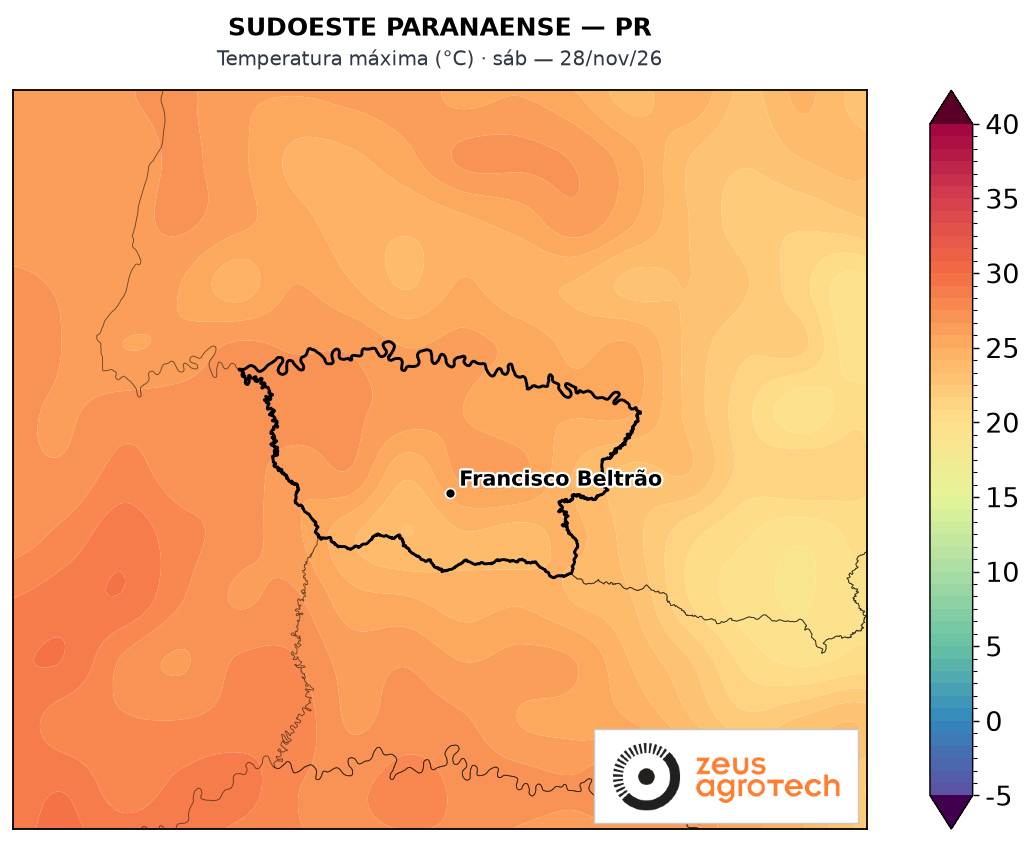 SUDOESTE PARANAENSE — PR
Temperatura máxima (°C) · sáb — 28/nov/26
40
35
30
25
20
15
10
5
0
-5
Francisco Beltrão
zeus
agrotech